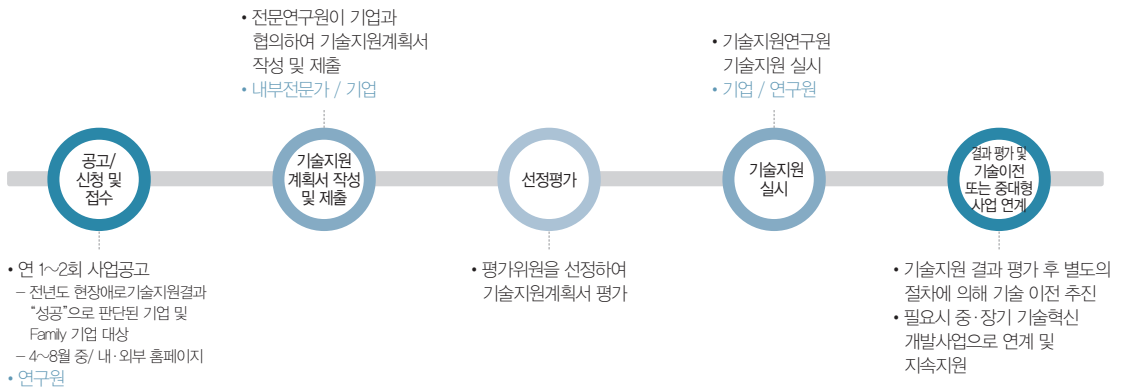 • 전문연구원이 기업과
협의하여 기술지원계획서
작성 및 제출
• 내부전문가 / 기업
• 기술지원연구원
기술지원 실시
• 기업 / 연구원
공고/
신청 및
접수
기술지원
계획서 작성
및 제출
선정평가
기술지원
실시
결과 평가 및
기술이전
또는 중대형
사업 연계
• 연 1~2회 사업공고
– 전년도 현장애로기술지원결과
“성공”으로 판단된 기업 및
Family 기업 대상
– 4~8월 중/ 내·외부 홈페이지
• 연구원
• 평가위원을 선정하여
기술지원계획서 평가
• 기술지원 결과 평가 후 별도의
절차에 의해 기술 이전 추진
• 필요시 중·장기 기술혁신
개발사업으로 연계 및
지속지원